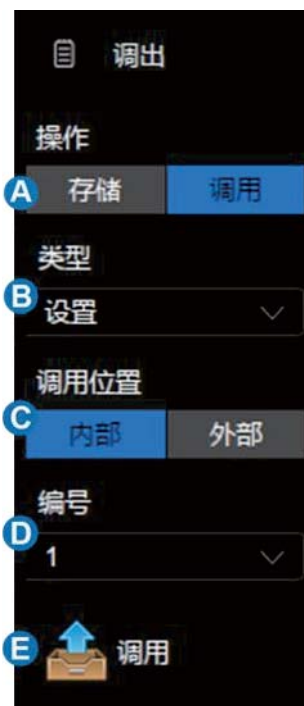 调出
操作
A 存储 调用
类型
B 设置
调用位置
C 内部 外部
编号
D 1
E 调用